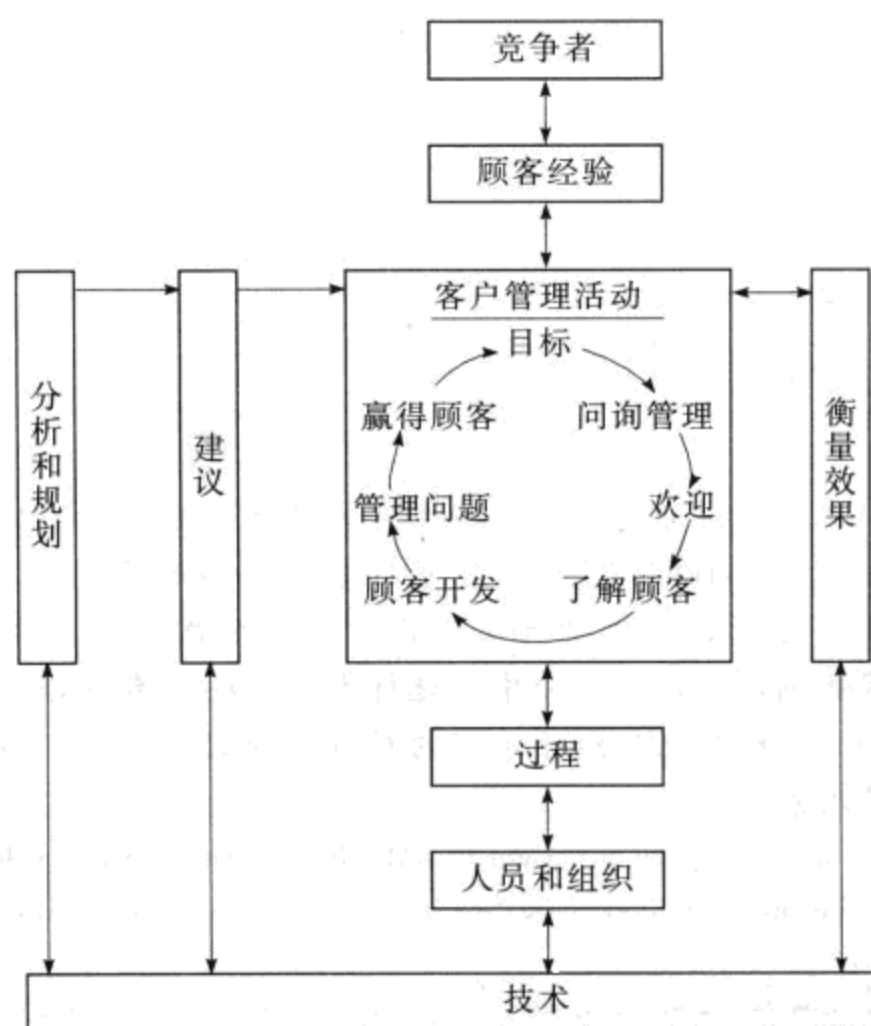 竞争者
顾客经验
分析和规划
建议
客户管理活动
目标
问询管理
欢迎
了解顾客
顾客开发
管理问题
赢得顾客
衡量效果
过程
人员和组织
技术